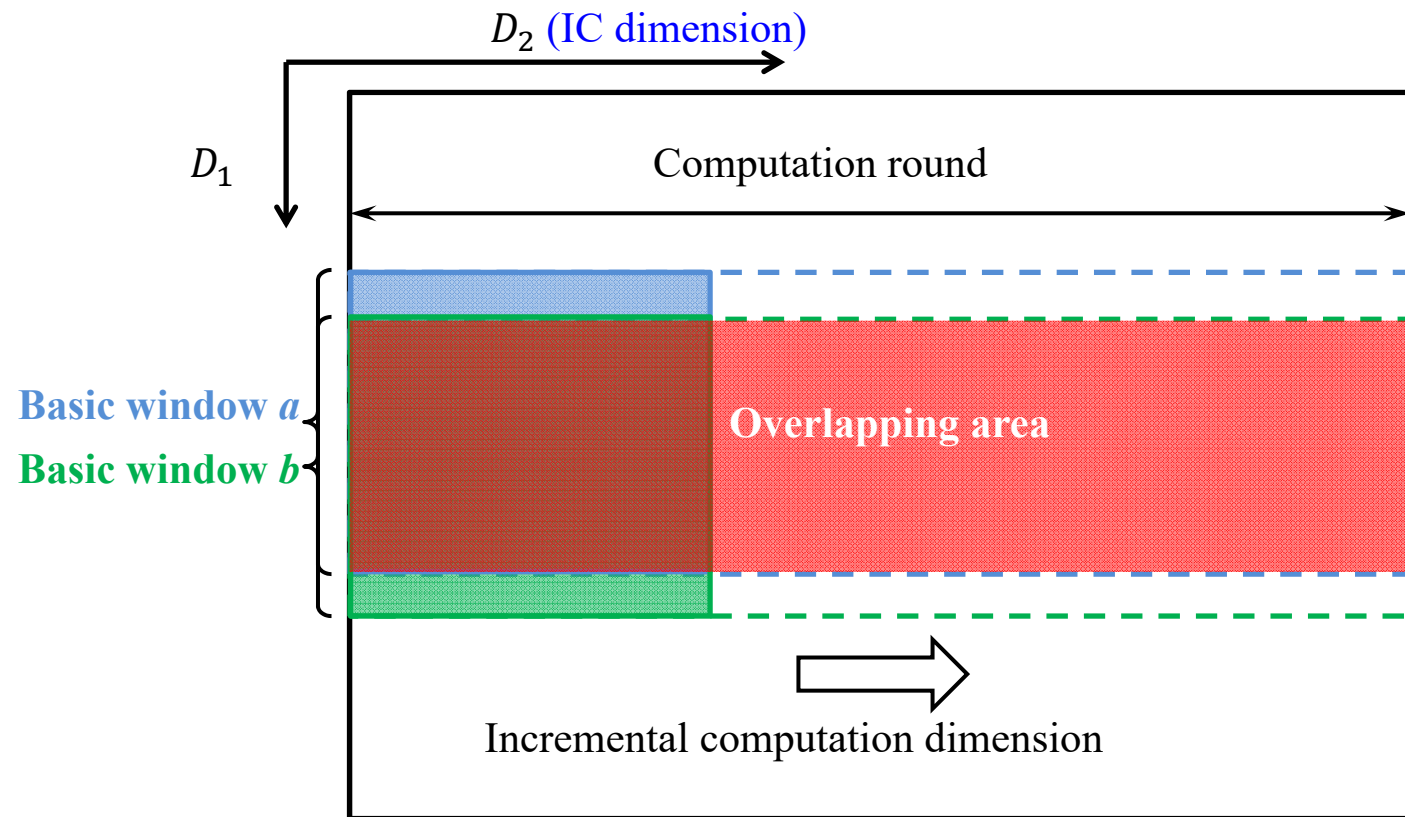 D₂ (IC dimension)
D₁
Computation round
Basic window a
Overlapping area
Basic window b
Incremental computation dimension